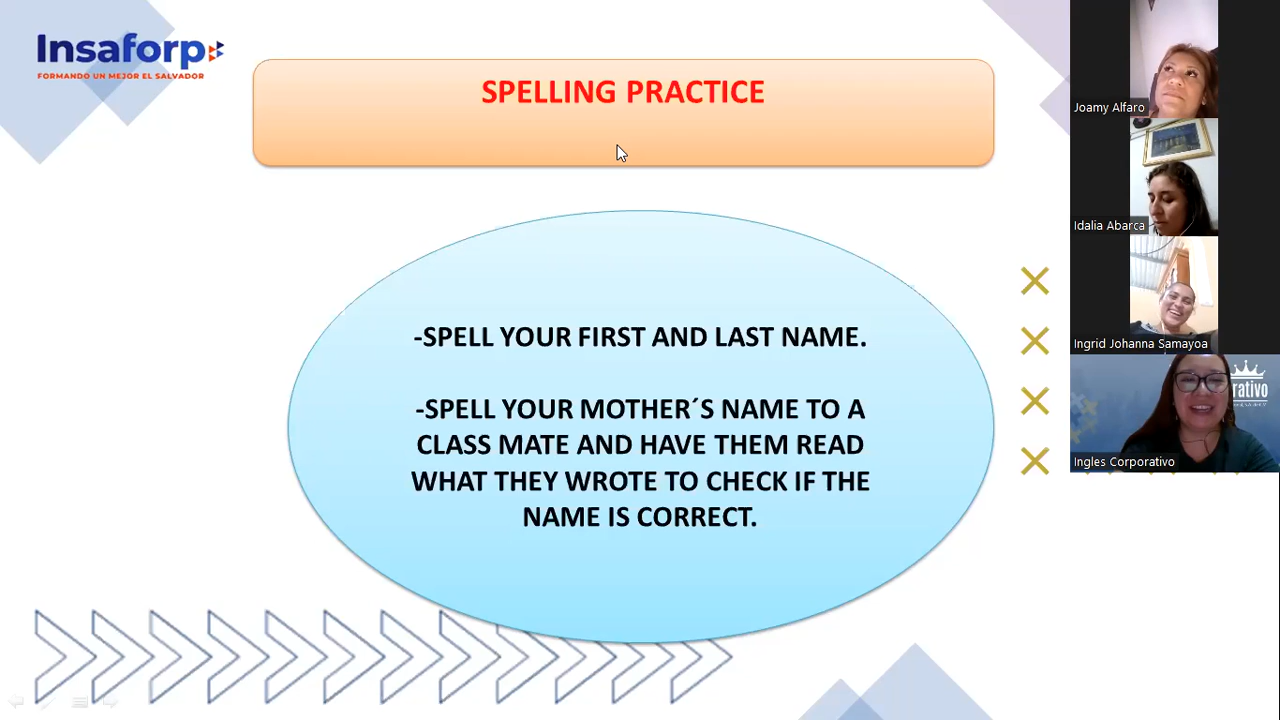 Insaforp
FORMANDO UN MEJOR EL SALVADOR
SPELLING PRACTICE
-SPELL YOUR FIRST AND LAST NAME.
-SPELL YOUR MOTHER´S NAME TO A
CLASS MATE AND HAVE THEM READ
WHAT THEY WROTE TO CHECK IF THE
NAME IS CORRECT.
Joamy Alfaro
Idalia Abarca
Ingrid Johanna Samayoa
rativo
Ingles Corporativo